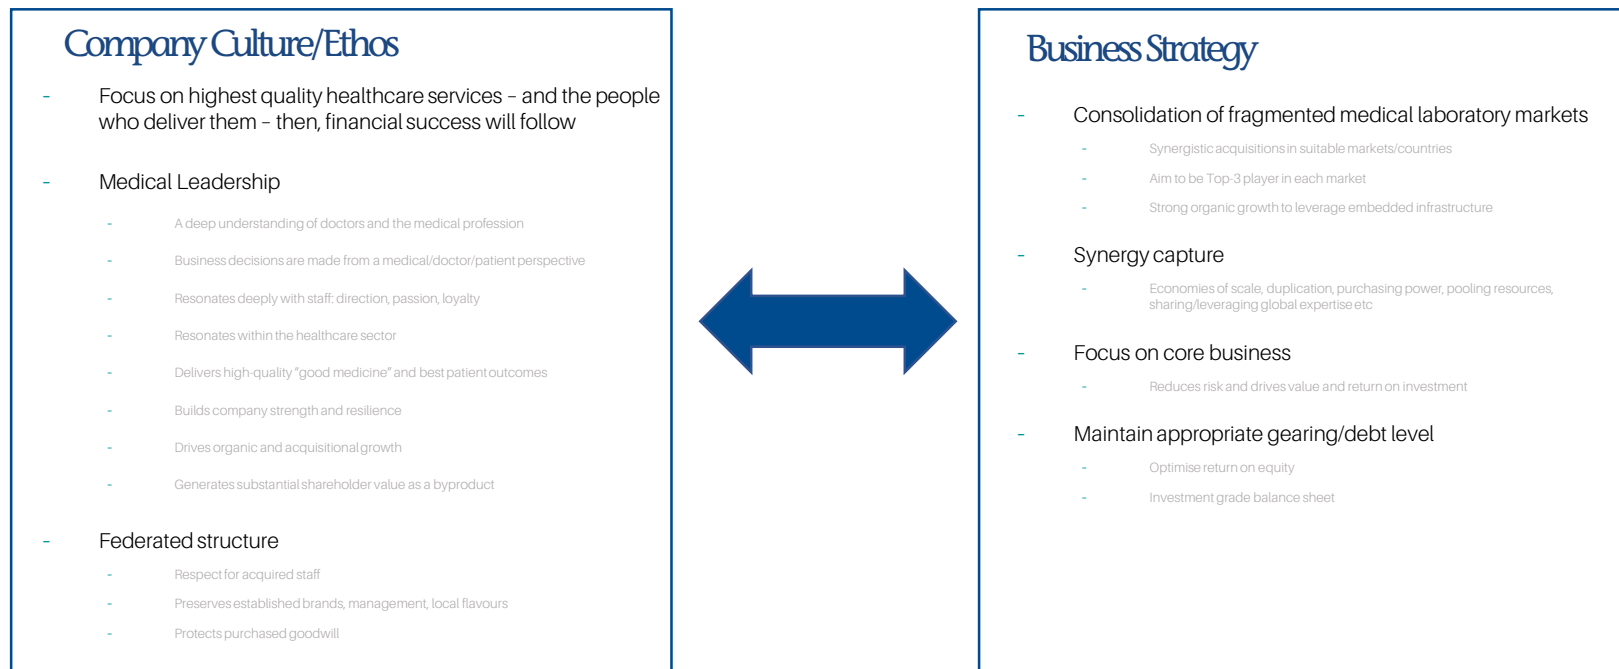 Company Culture/Ethos
- Focus on highest quality healthcare services – and the people
who deliver them – then, financial success will follow
- Medical Leadership
- A deep understanding of doctors and the medical profession
- Business decisions are made from a medical/doctor/patient perspective
- Resonates deeply with staff: direction, passion, loyalty
- Resonates within the healthcare sector
- Delivers high-quality "good medicine" and best patient outcomes
- Builds company strength and resilience
- Drives organic and acquisitional growth
- Generates substantial shareholder value as a byproduct
- Federated structure
- Respect for acquired staff
- Preserves established brands, management, local flavours
- Protects purchased goodwill
Business Strategy
- Consolidation of fragmented medical laboratory markets
- Synergistic acquisitions in suitable markets/countries
- Aim to be Top-3 player in each market
- Strong organic growth to leverage embedded infrastructure
- Synergy capture
- Economies of scale, duplication, purchasing power, pooling resources,
sharing/leveraging global expertise etc
- Focus on core business
- Reduces risk and drives value and return on investment
- Maintain appropriate gearing/debt level
- Optimise return on equity
- Investment grade balance sheet